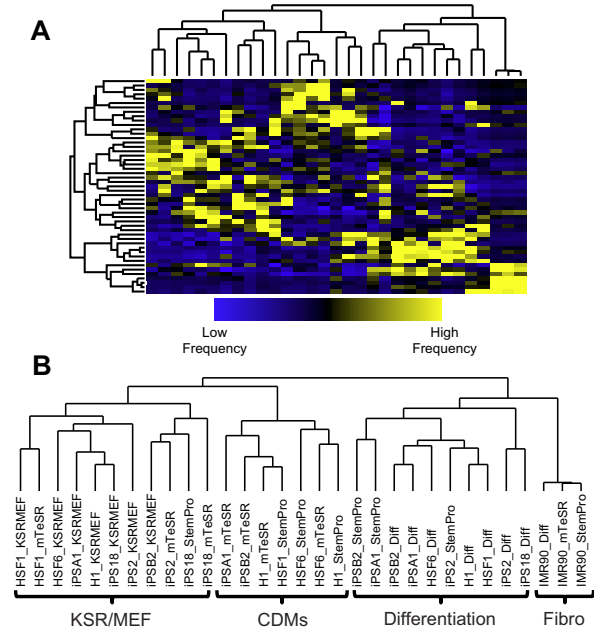 A
Low Frequency
High Frequency
B
HSF1_KSRMEF
HSF1_mTeSR
HSF6_KSRMEF
iPSA1_KSRMEF
H1_KSRMEF
iPS18_KSRMEF
iPS2_KSRMEF
iPSB2_KSRMEF
iPS2_mTeSR
iPS18_StemPro
iPS18_mTeSR
iPSA1_mTeSR
iPSB2_mTeSR
H1_mTeSR
HSF1_StemPro
HSF6_StemPro
HSF6_mTeSR
H1_StemPro
iPSB2_StemPro
iPSA1_StemPro
iPSB2_Diff
iPSA1_Diff
HSF6_Diff
iPS2_StemPro
H1_Diff
HSF1_Diff
iPS2_Diff
iPS18_Diff
IMR90_Diff
IMR90_mTeSR
IMR90_StemPro
KSR/MEF
CDMs
Differentiation
Fibro